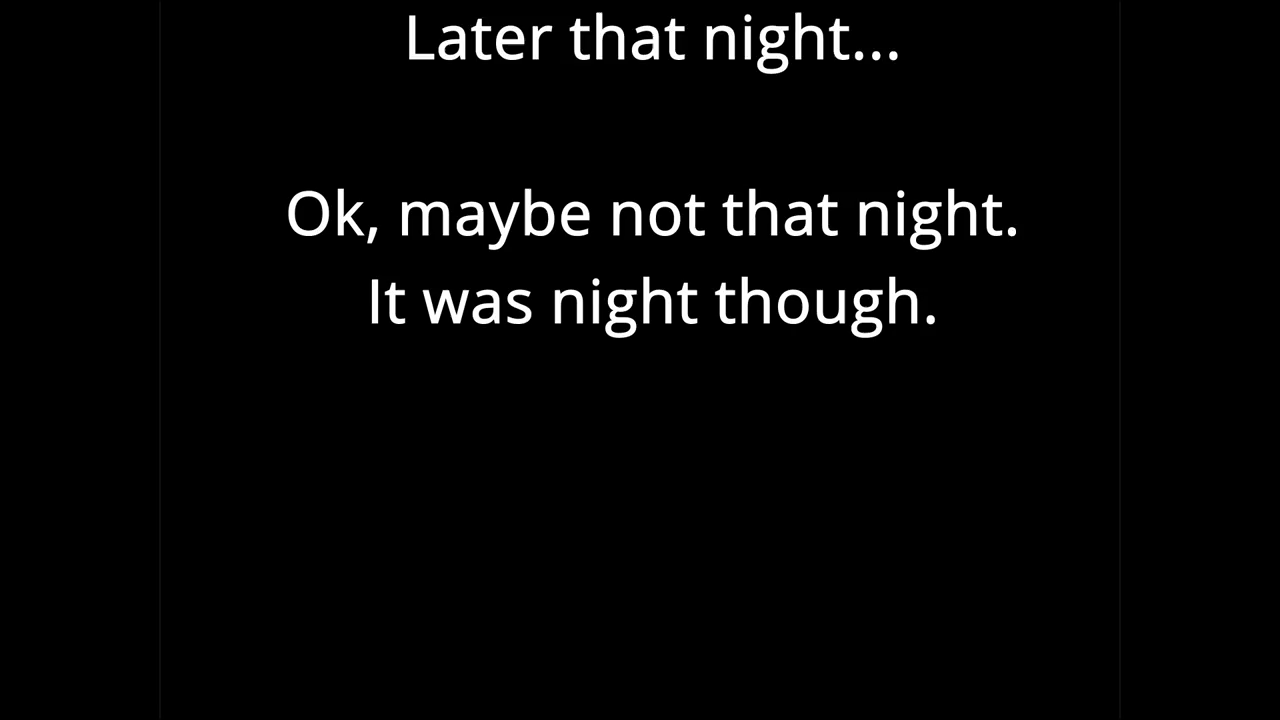 Later that night...
Ok, maybe not that night.
It was night though.